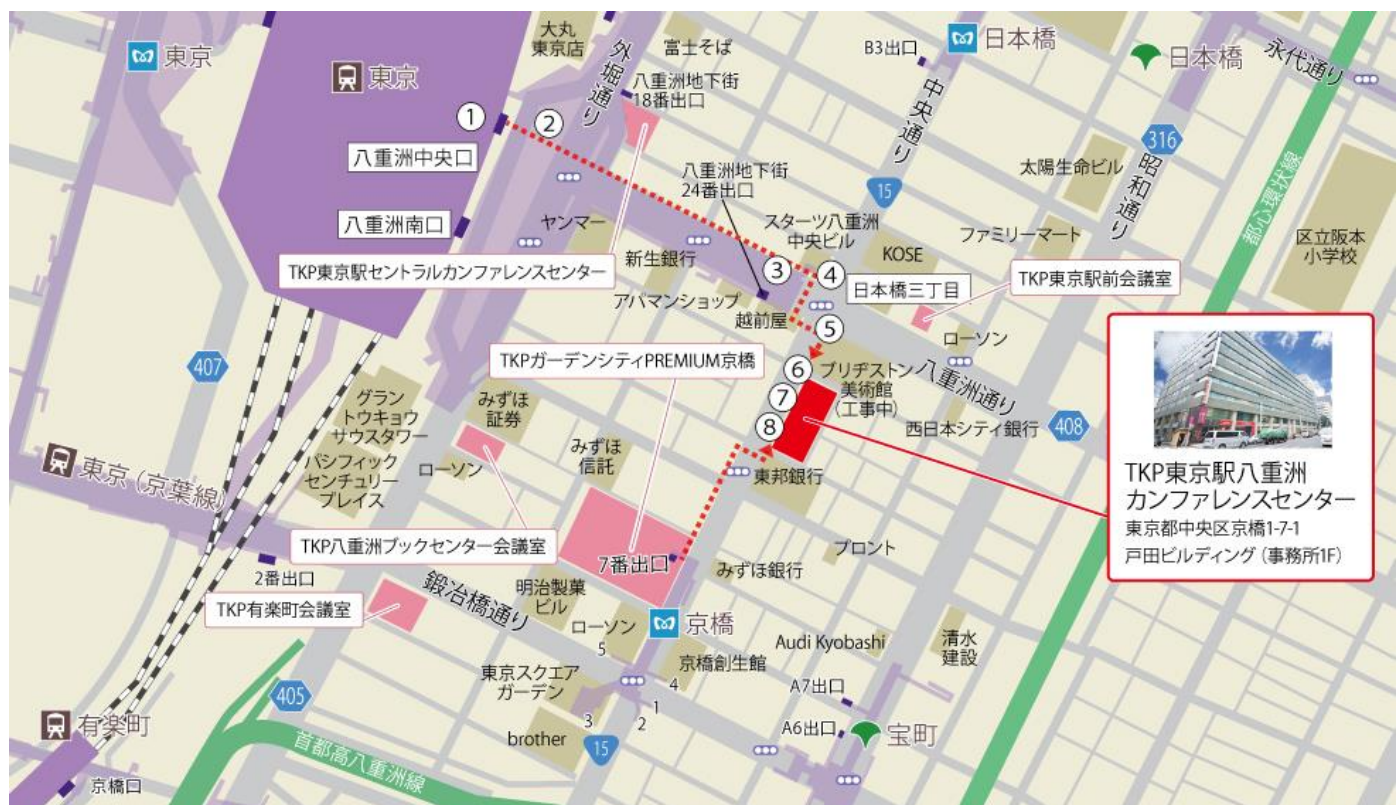 大丸
東京店
外堀通り
富士そば
B3出口
日本橋
日本橋
永代通り
東京
東京
八重洲地下街
18番出口
中央通り
316
昭和通り
都心環状線
①
②
八重洲中央口
八重洲地下街
24番出口
15
太陽生命ビル
八重洲南口
ヤンマー
スターツ八重洲
中央ビル
KOSE
ファミリーマート
区立阪本
小学校
TKP東京駅セントラルカンファレンスセンター
新生銀行
③
④
日本橋三丁目
TKP東京駅前会議室
アパマンショップ
越前屋
⑤
ローソン
407
TKPガーデンシティPREMIUM京橋
⑥
ブリヂストン
美術館
(工事中)
八重洲通り
⑦
⑧
グラン
トウキョウ
サウスタワー
みずほ
証券
西日本シティ銀行
408
TKP東京駅八重洲
カンファレンスセンター
東京都中央区京橋1-7-1
戸田ビルディング (事務所1F)
東京 (京葉線)
パシフィック
センチュリー
プレイス
ローソン
みずほ
信託
東邦銀行
TKP八重洲ブックセンター会議室
7番出口
プロント
みずほ銀行
2番出口
鍛冶橋通り
明治製菓
ビル
TKP有楽町会議室
ローソン
5
京橋
Audi Kyobashi
清水
建設
京橋創生館
4
東京スクエア
ガーデン
405
A7出口
1
2
3
A6出口
宝町
有楽町
首都高八重洲線
brother
15
京橋口